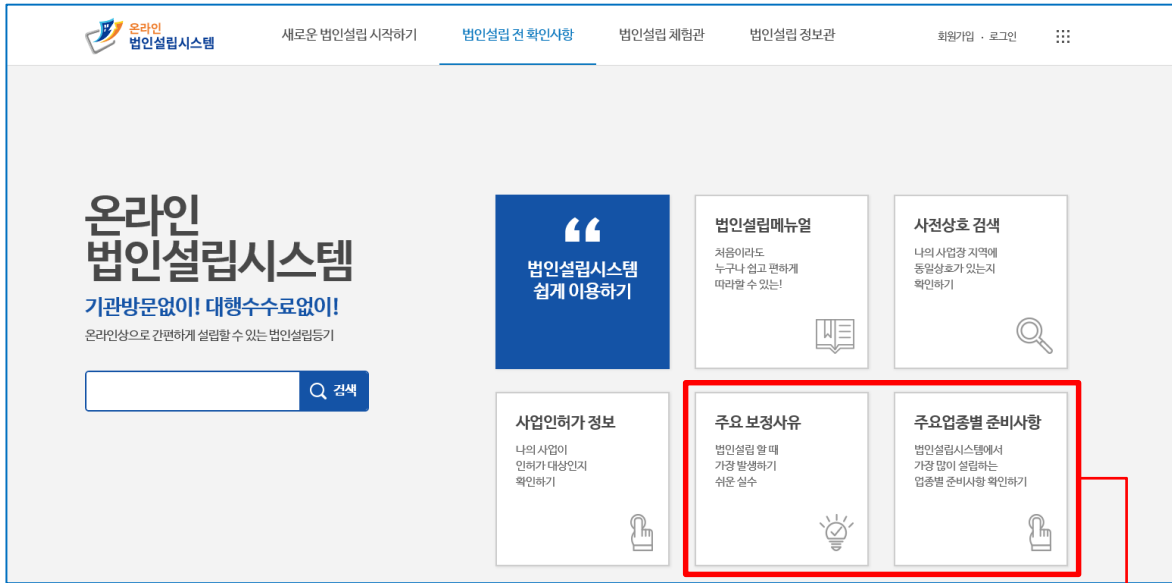 온라인
법인설립시스템
새로운 법인설립 시작하기
법인설립 전 확인사항
법인설립 체험관
법인설립 정보관
회원가입 · 로그인
온라인
법인설립시스템
기관방문없이! 대행수수료없이!
온라인상으로 간편하게 설립할 수 있는 법인설립등기
검색
“
법인설립시스템
쉽게 이용하기
법인설립메뉴얼
처음이라도
누구나 쉽고 편하게
따라할 수 있는!
사전상호 검색
나의 사업장 지역에
동일상호가 있는지
확인하기
사업인허가 정보
나의 사업이
인허가 대상인지
확인하기
주요 보정사유
법인설립 할 때
가장 발생하기
쉬운 실수
주요업종별 준비사항
법인설립시스템에서
가장 많이 설립하는
업종별 준비사항 확인하기